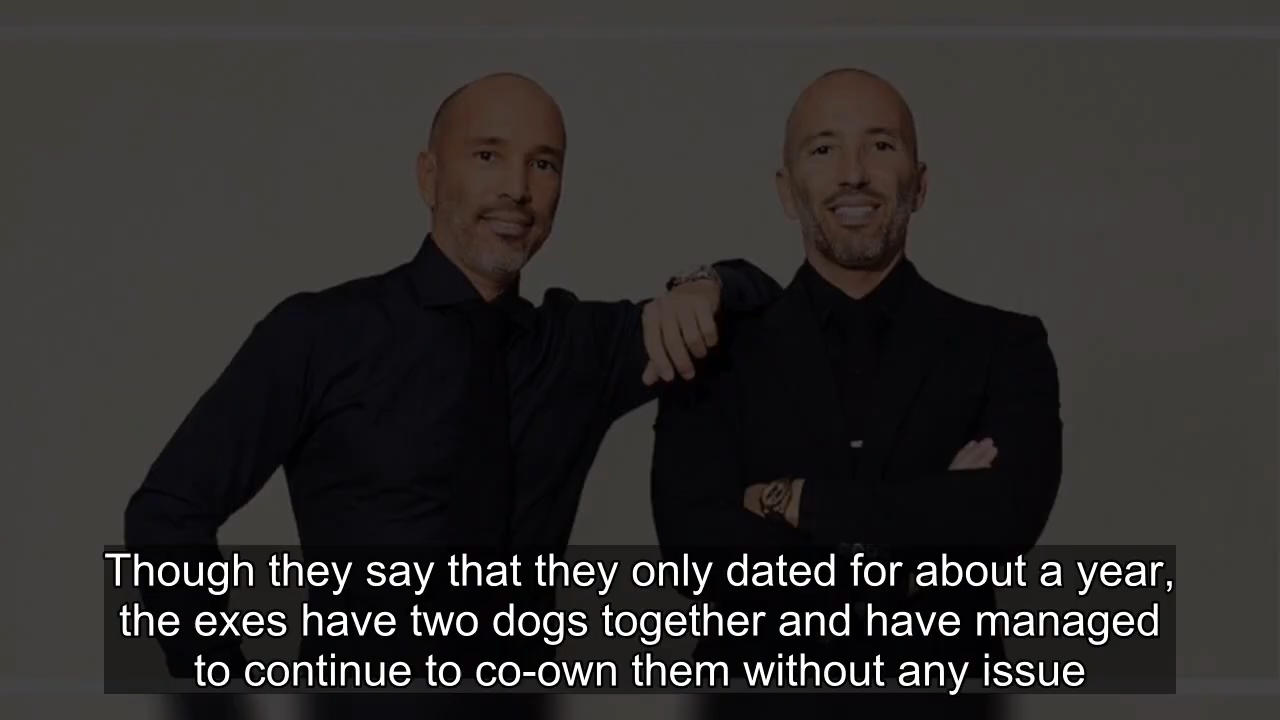 Though they say that they only dated for about a year,
the exes have two dogs together and have managed
to continue to co-own them without any issue